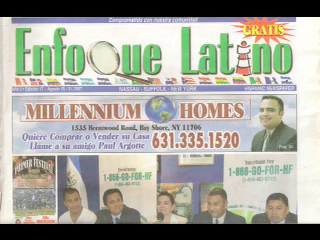 Comprometido con nuestra comunidad
GRATIS
Enfoque Latino
NASSAU - SUFFOLK - NEW YORK
HISPANIC NEWSPAPER
MILLENNIUM HOMES
1535 Brentwood Road, Bay Shore, NY 11706
Quiere Comprar o Vender su Casa
Llame a su amigo Paul Argotte
631.335.1520
1-866-GO-FOR-HF
1-866-GO-FOR-HF